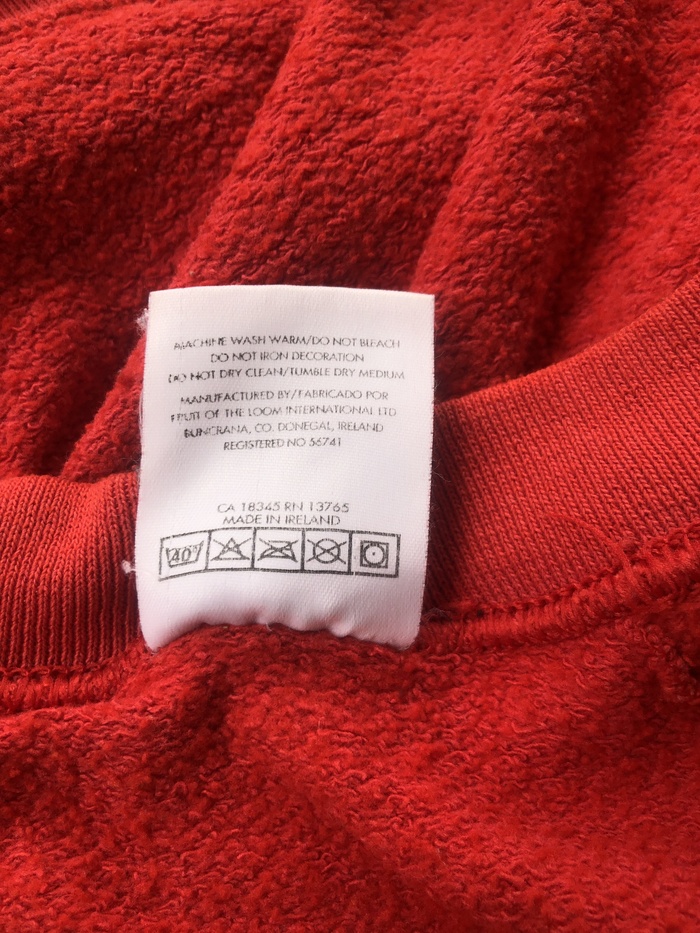 MACHINE WASH WARM/DO NOT BLEACH
DO NOT IRON DECORATION
DO NOT DRY CLEAN/TUMBLE DRY MEDIUM
MANUFACTURED BY/FABRICADO POR
FRUIT OF THE LOOM INTERNATIONAL LTD
BUNCRANA, CO. DONEGAL, IRELAND
REGISTERED NO 56741
CA 18345 RN 13765
MADE IN IRELAND
40°